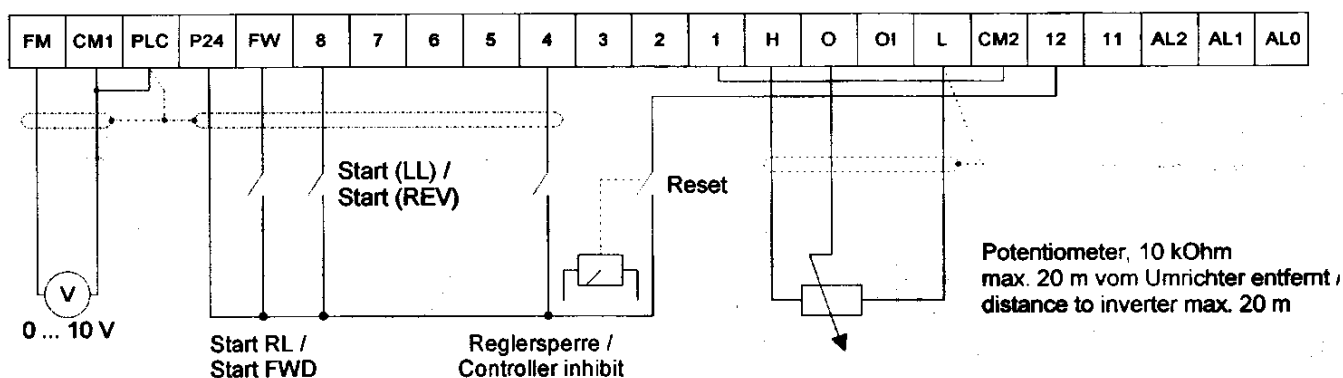 FM CM1 PLC P24 FW 8 7 6 5 4 3 2 1 H O OI L CM2 12 11 AL2 AL1 AL0
Start (LL) /
Start (REV)
Reset
V
0 ... 10 V
Start RL /
Start FWD
Reglersperre /
Controller inhibit
Potentiometer, 10 kOhm
max. 20 m vom Umrichter entfernt /
distance to inverter max. 20 m